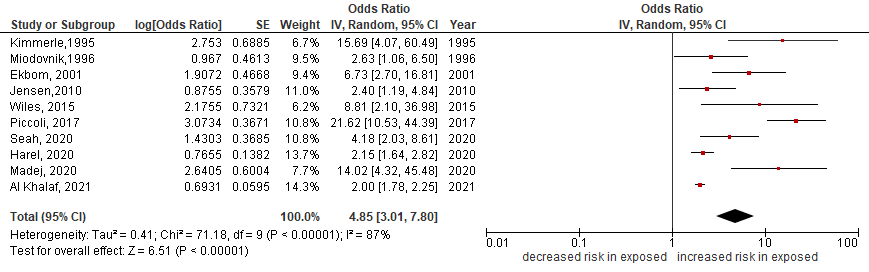 Odds Ratio Odds Ratio
Study or Subgroup log[Odds Ratio] SE Weight IV, Random, 95% CI Year IV, Random, 95% CI
Kimmerle,1995 2.753 0.6885 6.7% 15.69 [4.07, 60.49] 1995
Miodovnik,1996 0.967 0.4613 9.5% 2.63 [1.06, 6.50] 1996
Ekbom, 2001 1.9072 0.4668 9.4% 6.73 [2.70, 16.81] 2001
Jensen,2010 0.8755 0.3579 11.0% 2.40 [1.19, 4.84] 2010
Wiles, 2015 2.1755 0.7321 6.2% 8.81 [2.10, 36.98] 2015
Piccoli, 2017 3.0734 0.3671 10.8% 21.62 [10.53, 44.39] 2017
Seah, 2020 1.4303 0.3685 10.8% 4.18 [2.03, 8.61] 2020
Harel, 2020 0.7655 0.1382 13.7% 2.15 [1.64, 2.82] 2020
Madej, 2020 2.6405 0.6004 7.7% 14.02 [4.32, 45.48] 2020
Al Khalaf, 2021 0.6931 0.0595 14.3% 2.00 [1.78, 2.25] 2021
Total (95% CI) 100.0% 4.85 [3.01, 7.80]
Heterogeneity: Tau² = 0.41; Chi² = 71.18, df = 9 (P < 0.00001); I² = 87%
Test for overall effect: Z = 6.51 (P < 0.00001)
0.01 0.1 1 10 100
decreased risk in exposed increased risk in exposed